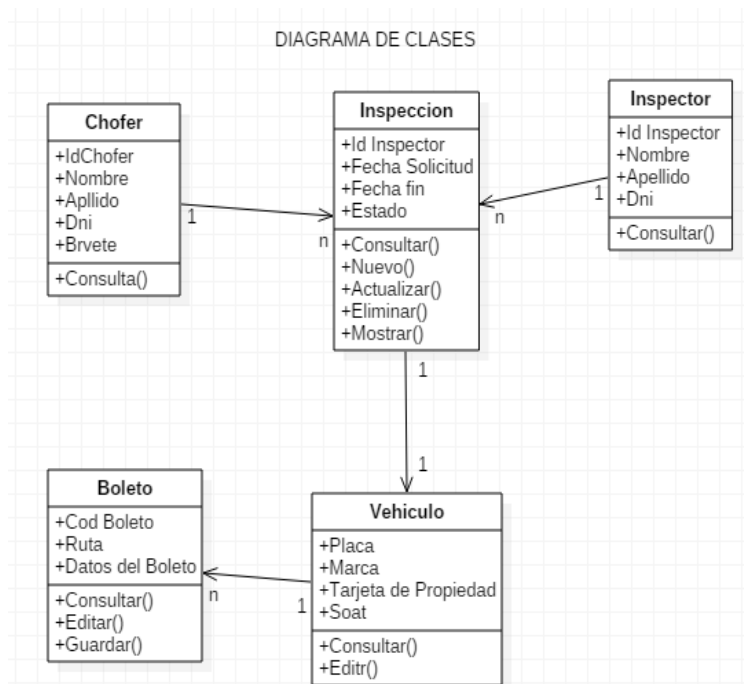 DIAGRAMA DE CLASES
Chofer
+IdChofer
+Nombre
+Apllido
+Dni
+Brvete
+Consulta()
1
n
Inspeccion
+Id Inspector
+Fecha Solicitud
+Fecha fin
+Estado
+Consultar()
+Nuevo()
+Actualizar()
+Eliminar()
+Mostrar()
Inspector
+Id Inspector
+Nombre
+Apellido
+Dni
+Consultar()
1
n
1
1
Boleto
+Cod Boleto
+Ruta
+Datos del Boleto
+Consultar()
+Editar()
+Guardar()
n
1
Vehiculo
+Placa
+Marca
+Tarjeta de Propiedad
+Soat
+Consultar()
+Editr()